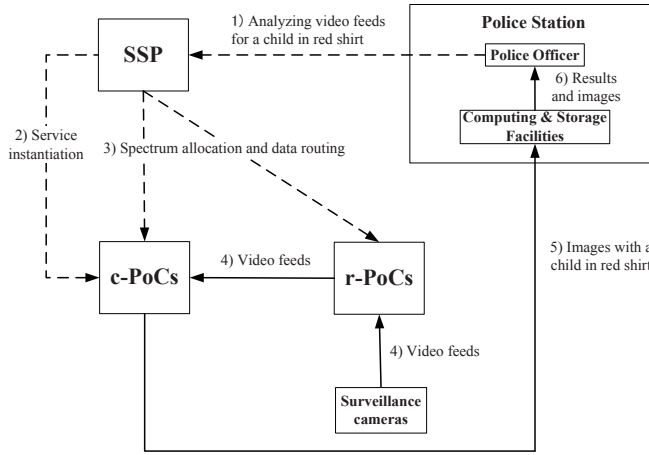 1) Analyzing video feeds
for a child in red shirt
Police Station
SSP
Police Officer
6) Results
and images
Computing & Storage
Facilities
2) Service
instantiation
3) Spectrum allocation and data routing
5) Images with a
child in red shirt
c-PoCs
4) Video feeds
r-PoCs
4) Video feeds
Surveillance
cameras